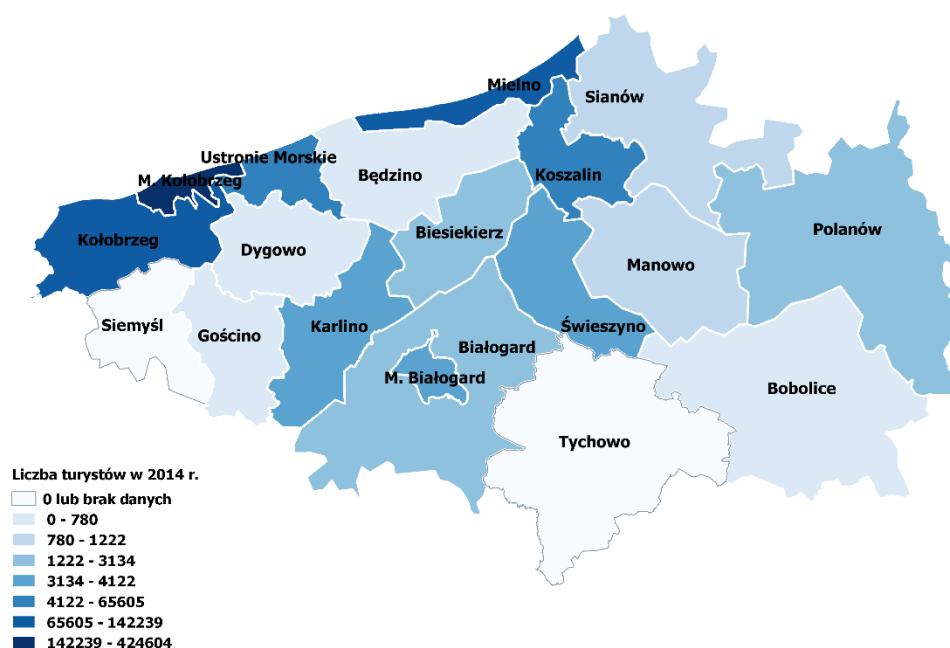 Mielno
Sianów
Ustronie Morskie
M. Kołobrzeg
Będzino
Koszalin
Kołobrzeg
Dygowo
Biesiekierz
Polanów
Manowo
Siemyśl
Gościno
Karlino
Świeszyno
Białogard
M. Białogard
Bobolice
Tychowo
Liczba turystów w 2014 r.
0 lub brak danych
0 - 780
780 - 1222
1222 - 3134
3134 - 4122
4122 - 65605
65605 - 142239
142239 - 424604